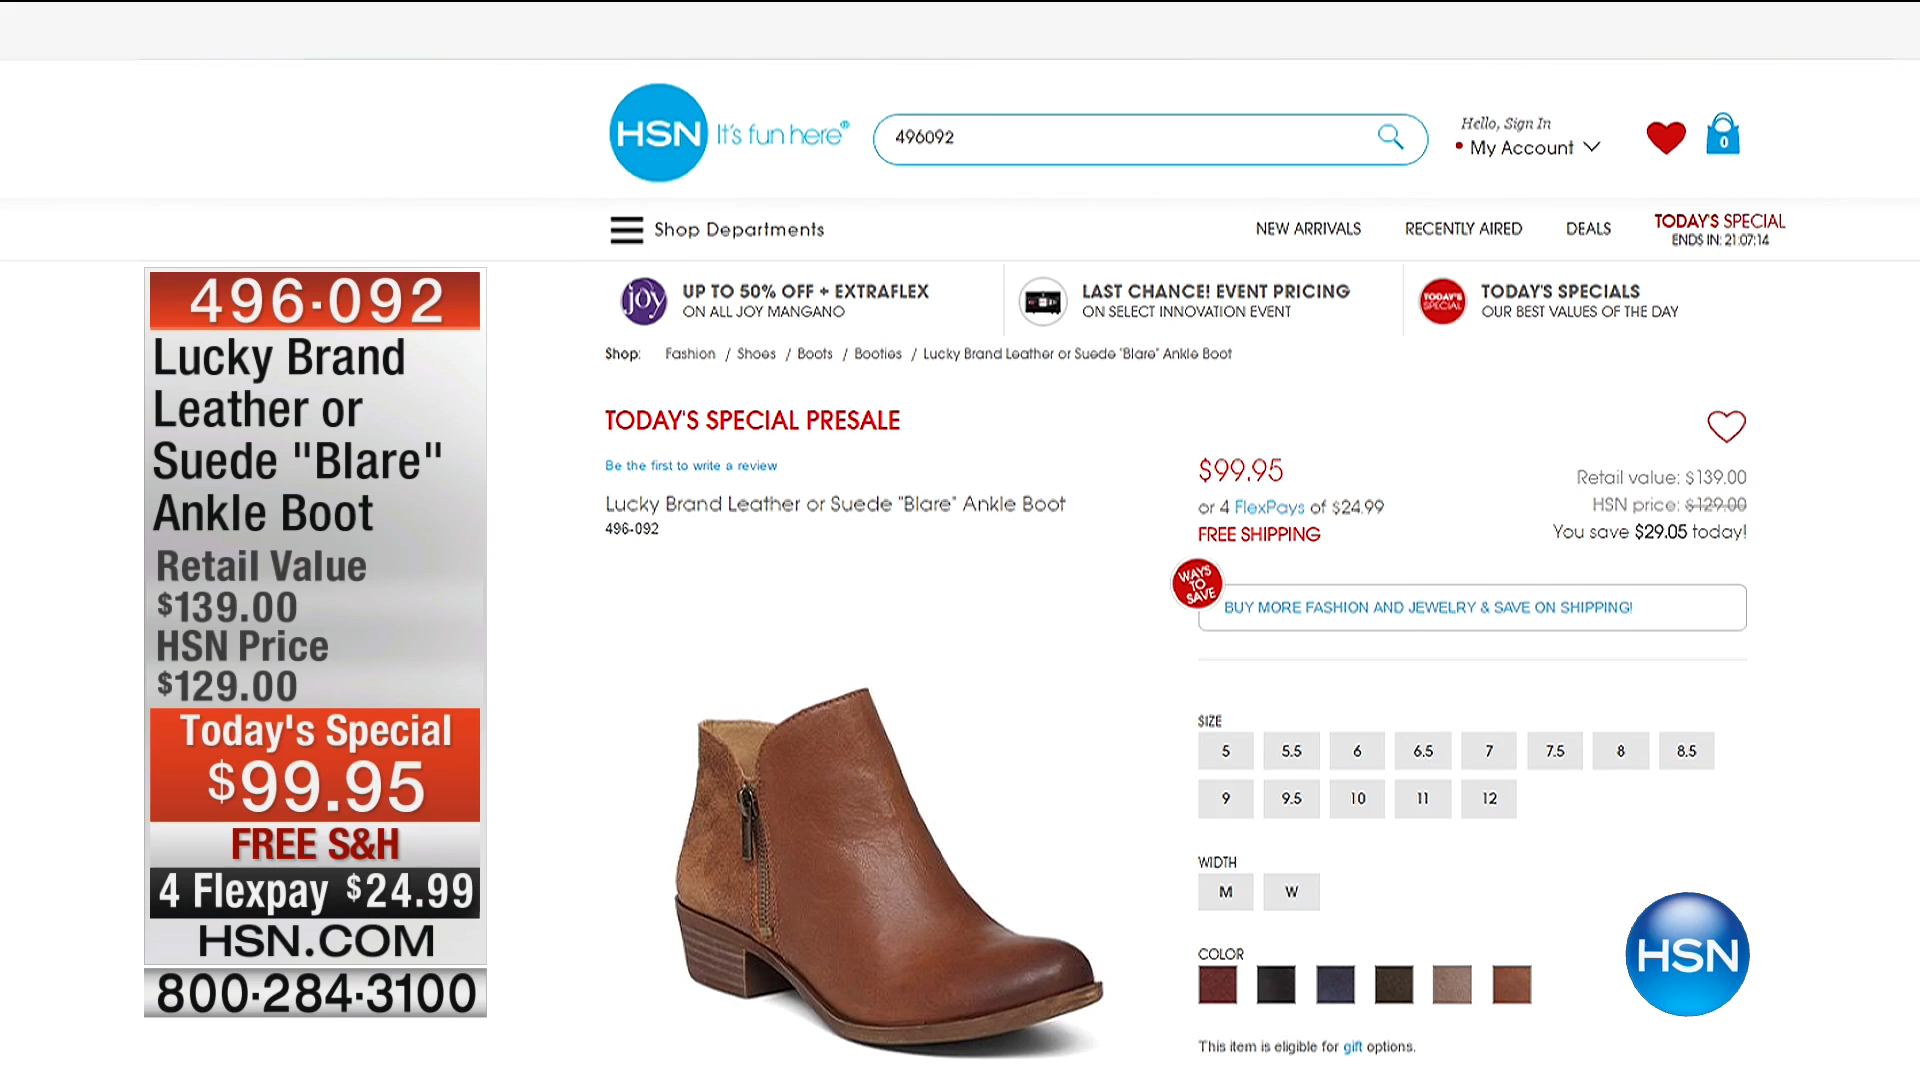 HSN It's fun here®
496092
Hello, Sign In
My Account
0
Shop Departments
NEW ARRIVALS
RECENTLY AIRED
DEALS
TODAY'S SPECIAL
ENDS IN: 21:07:14
joy
UP TO 50% OFF + EXTRAFLEX
ON ALL JOY MANGANO
LAST CHANCE! EVENT PRICING
ON SELECT INNOVATION EVENT
TODAY'S SPECIAL
TODAY'S SPECIALS
OUR BEST VALUES OF THE DAY
Shop: Fashion / Shoes / Boots / Booties / Lucky Brand Leather or Suede "Blare" Ankle Boot
496-092
Lucky Brand
Leather or
Suede "Blare"
Ankle Boot
Retail Value
$139.00
HSN Price
$129.00
Today's Special
$99.95
FREE S&H
4 Flexpay $24.99
HSN.COM
800-284-3100
TODAY'S SPECIAL PRESALE
Be the first to write a review
Lucky Brand Leather or Suede "Blare" Ankle Boot
496-092
$99.95
or 4 FlexPays of $24.99
FREE SHIPPING
Retail value: $139.00
HSN price: $129.00
You save $29.05 today!
WAYS TO SAVE
BUY MORE FASHION AND JEWELRY & SAVE ON SHIPPING!
SIZE
5 5.5 6 6.5 7 7.5 8 8.5
9 9.5 10 11 12
WIDTH
M W
COLOR
This item is eligible for gift options.
HSN